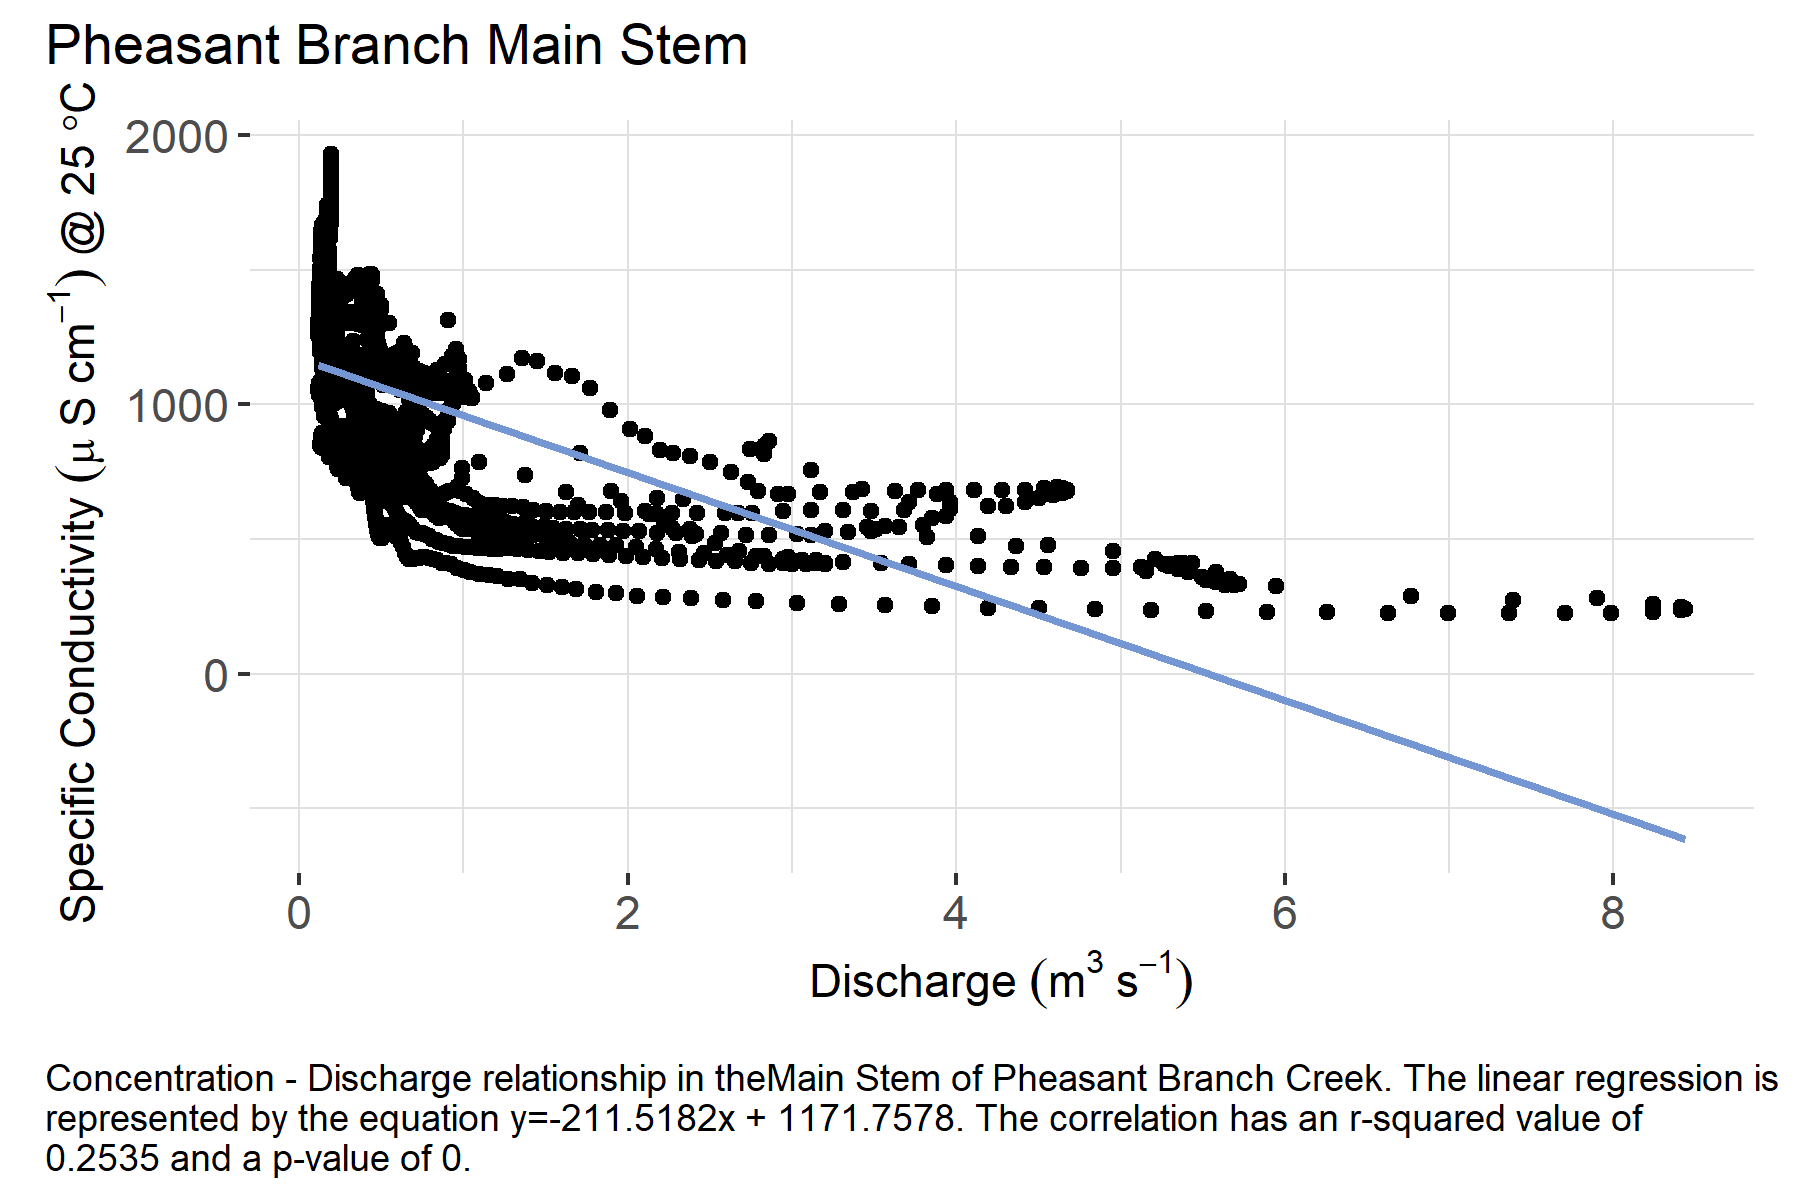 Pheasant Branch Main Stem
Specific Conductivity (μ S cm⁻¹) @ 25 °C
2000
1000
0
0 2 4 6 8
Discharge (m³ s⁻¹)
Concentration - Discharge relationship in theMain Stem of Pheasant Branch Creek. The linear regression is
represented by the equation y=-211.5182x + 1171.7578. The correlation has an r-squared value of
0.2535 and a p-value of 0.